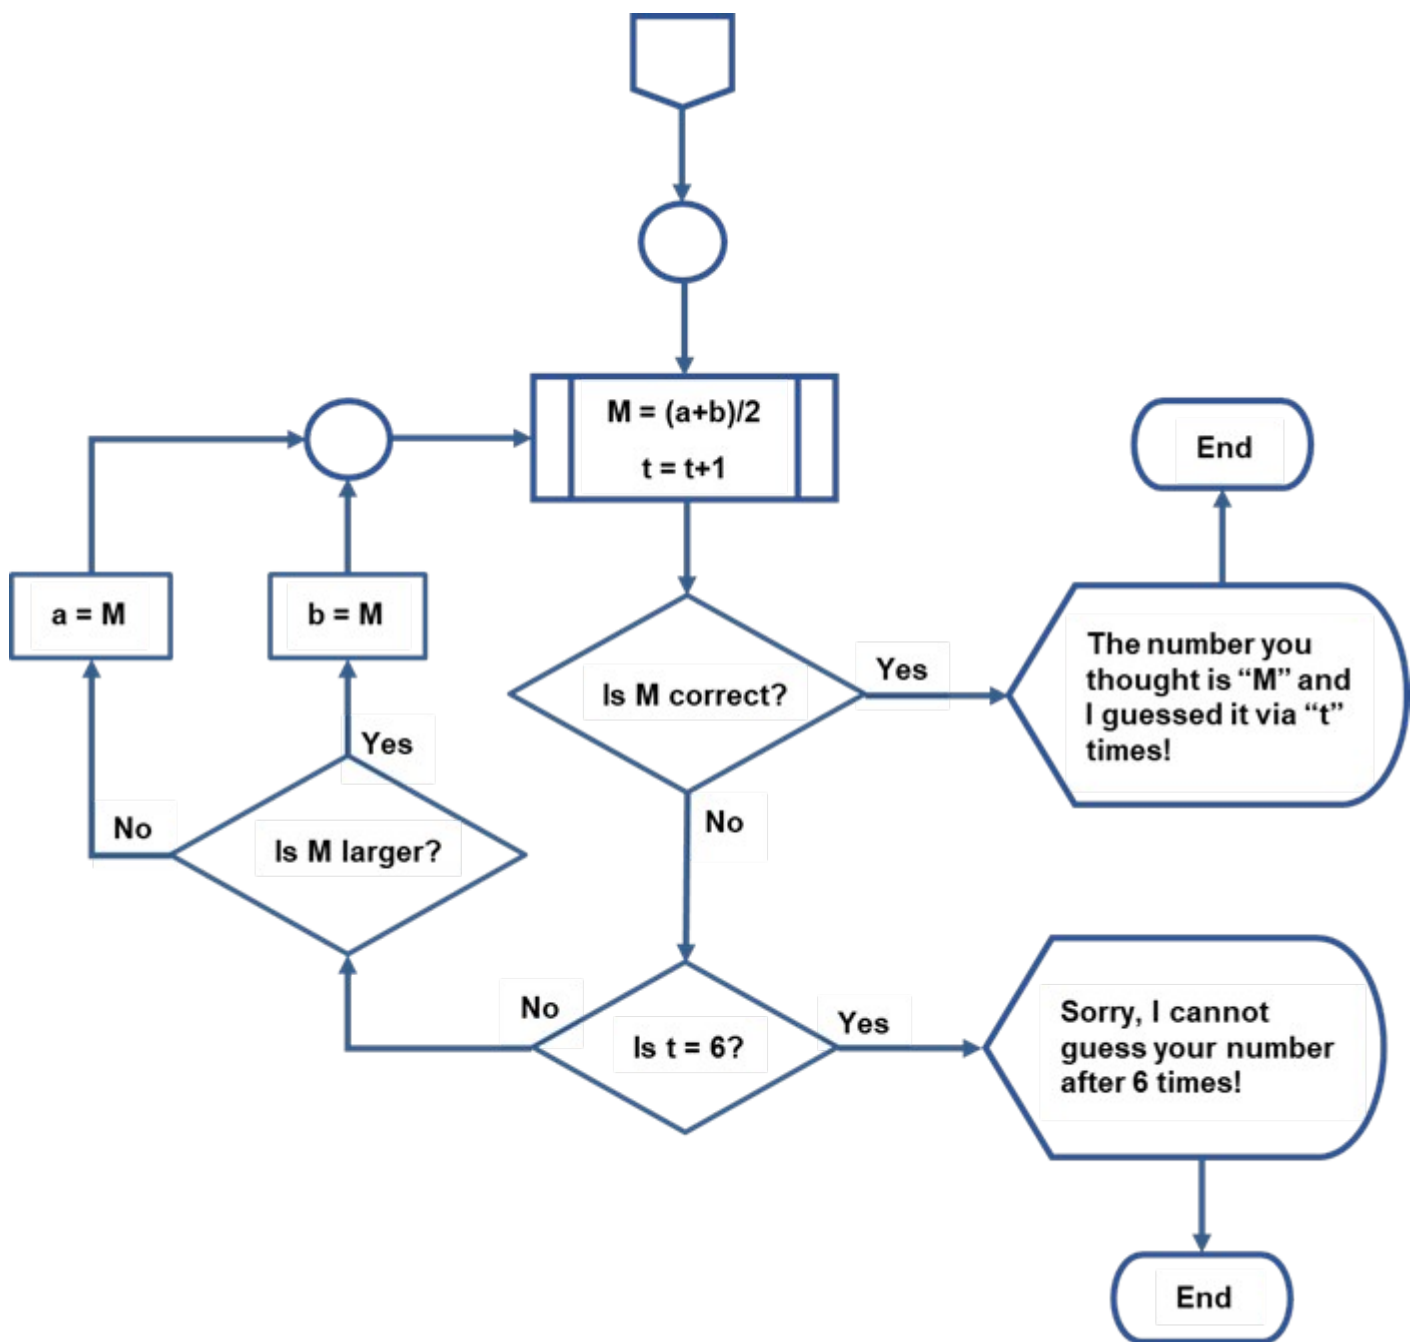 M = (a+b)/2
t = t+1
End
a = M
b = M
Is M correct?
Yes
The number you
thought is “M” and
I guessed it via “t”
times!
Yes
No
Is M larger?
No
No
Is t = 6?
Yes
Sorry, I cannot
guess your number
after 6 times!
End